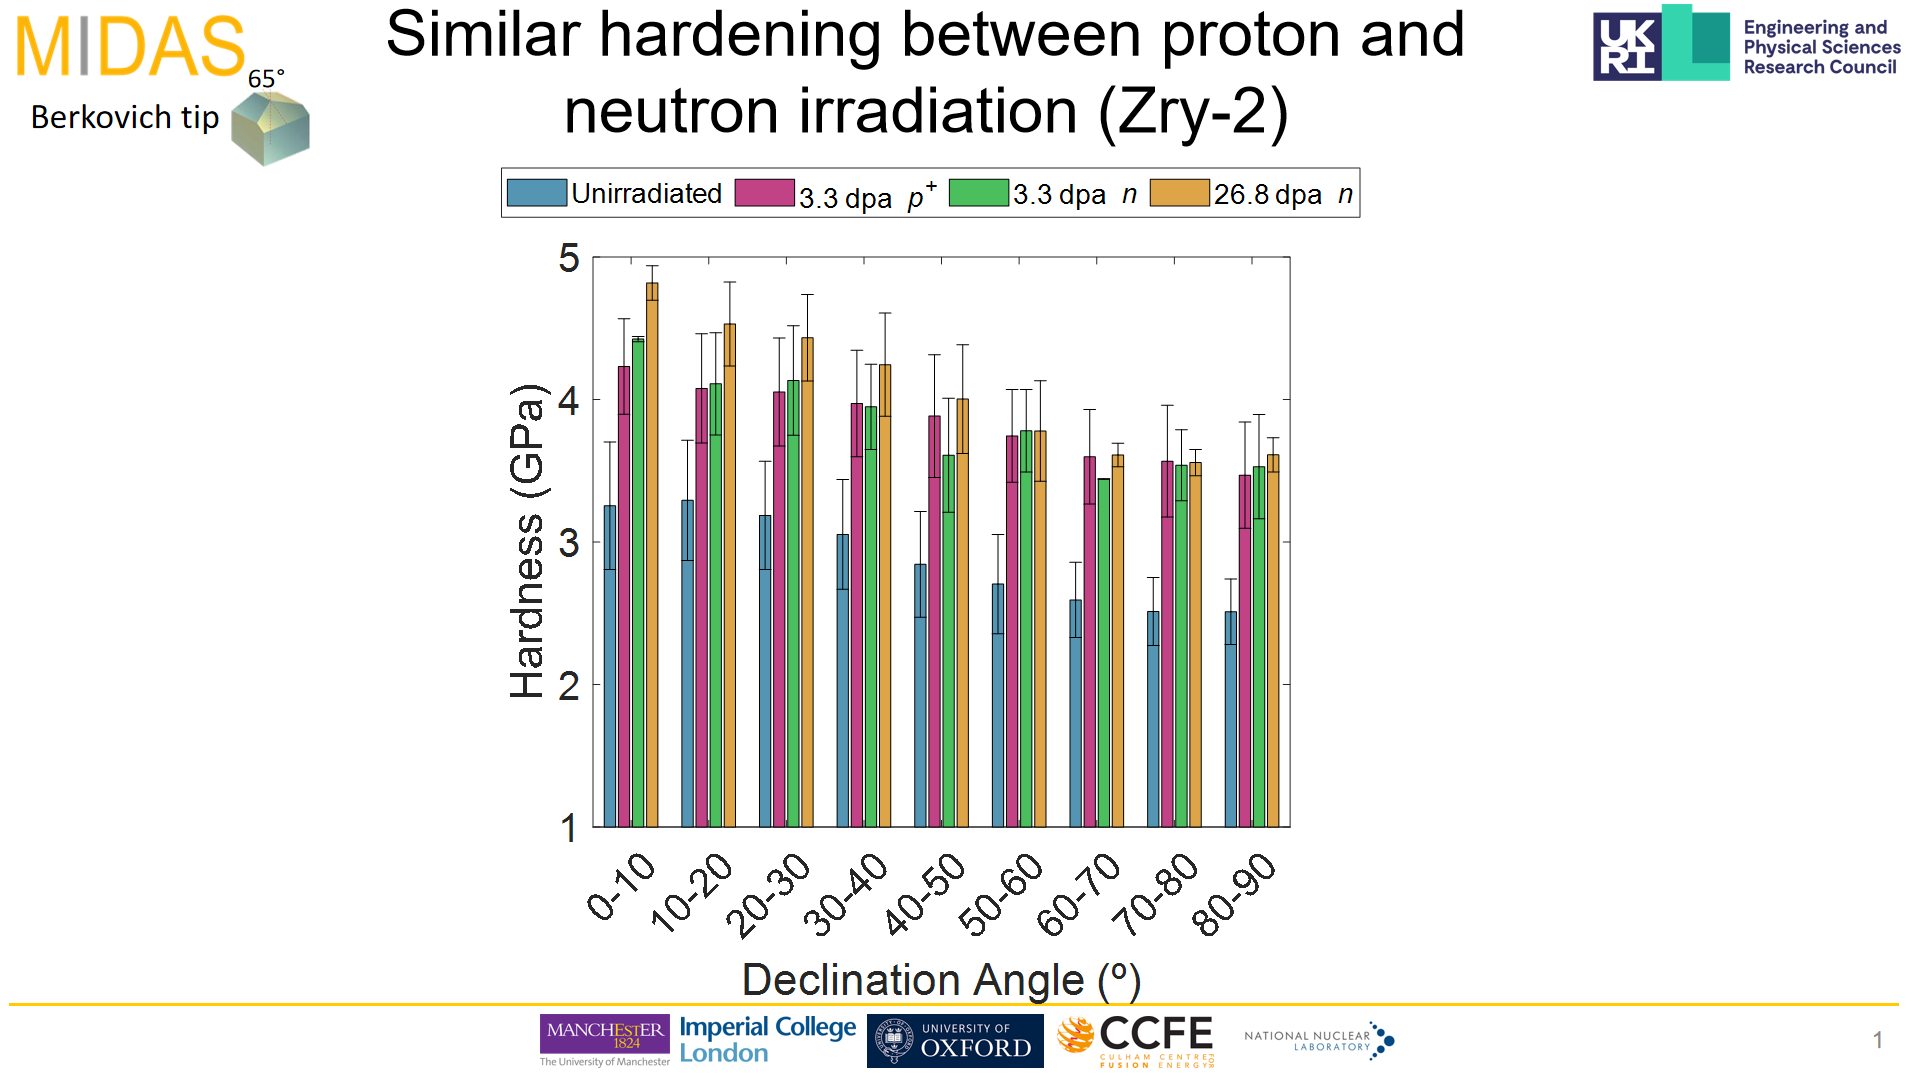 MIDAS
65°
Berkovich tip
Similar hardening between proton and
neutron irradiation (Zry-2)
UK
RI
Engineering and
Physical Sciences
Research Council
Unirradiated 3.3 dpa p+ 3.3 dpa n 26.8 dpa n
5
4
3
2
1
Hardness (GPa)
0-10 10-20 20-30 30-40 40-50 50-60 60-70 70-80 80-90
Declination Angle (º)
MANCHESTER
1824
The University of Manchester
Imperial College
London
UNIVERSITY OF
OXFORD
CCFE
CULHAM CENTRE
FOR
FUSION ENERGY
NATIONAL NUCLEAR
LABORATORY
1